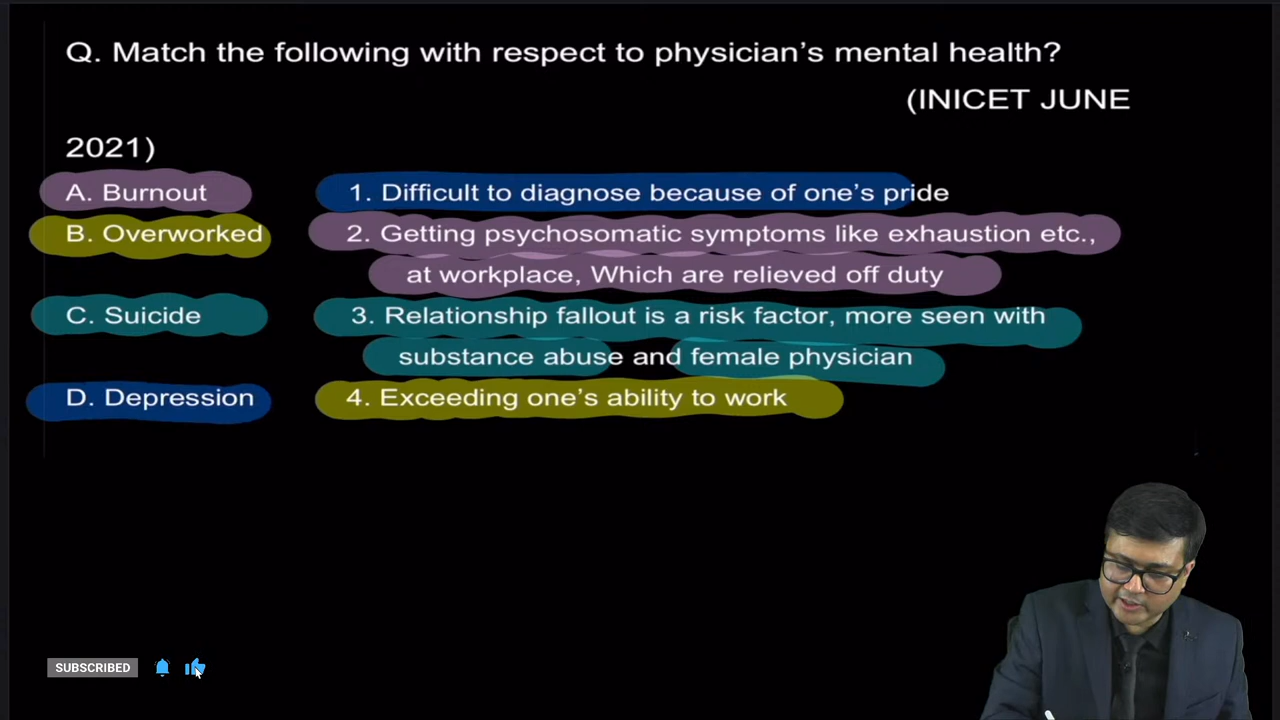 Q. Match the following with respect to physician's mental health?
(INICET JUNE
2021)
A. Burnout 1. Difficult to diagnose because of one's pride
B. Overworked 2. Getting psychosomatic symptoms like exhaustion etc.,
at workplace, Which are relieved off duty
C. Suicide 3. Relationship fallout is a risk factor, more seen with
substance abuse and female physician
D. Depression 4. Exceeding one's ability to work
SUBSCRIBED